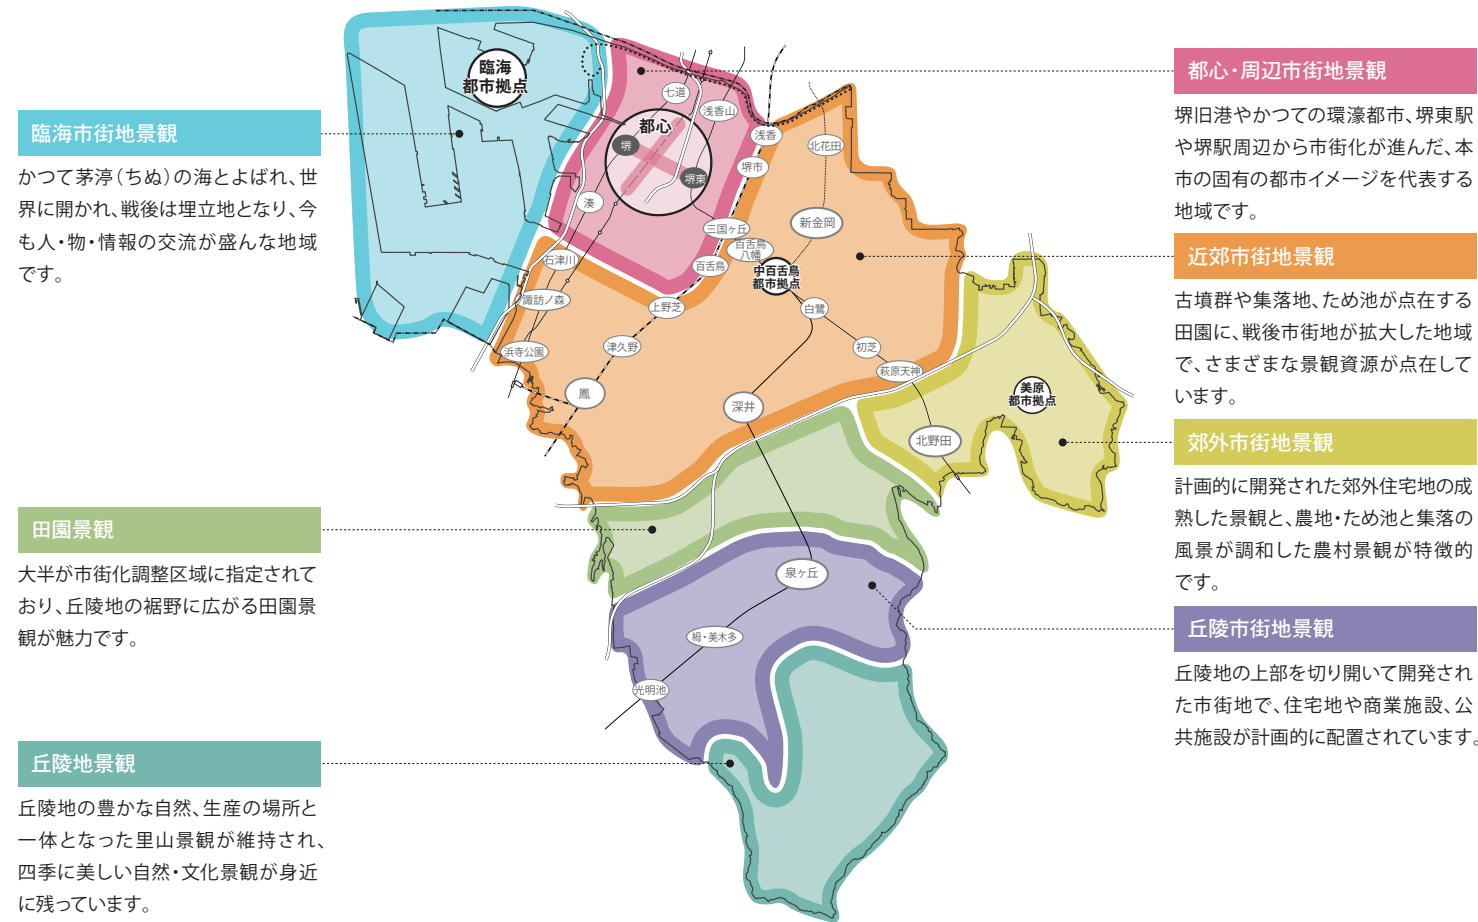 臨海市街地景観
かつて茅渟(ちぬ)の海とよばれ、世
界に開かれ、戦後は埋立地となり、今
も人・物・情報の交流が盛んな地域
です。
田園景観
大半が市街化調整区域に指定されて
おり、丘陵地の裾野に広がる田園景
観が魅力です。
丘陵地景観
丘陵地の豊かな自然、生産の場所と
一体となった里山景観が維持され、
四季に美しい自然・文化景観が身近
に残っています。
臨海
都市拠点
都心
七道
浅香山
堺
堺東
湊
浅香
堺市
北花田
新金岡
三国ヶ丘
百舌鳥
八幡
百舌鳥
中百舌鳥
都市拠点
石津川
諏訪ノ森
上野芝
白鷺
浜寺公園
津久野
初芝
萩原天神
鳳
深井
美原
都市拠点
北野田
泉ヶ丘
栂・美木多
光明池
都心・周辺市街地景観
堺旧港やかつての環濠都市、堺東駅
や堺駅周辺から市街化が進んだ、本
市の固有の都市イメージを代表する
地域です。
近郊市街地景観
古墳群や集落地、ため池が点在する
田園に、戦後市街地が拡大した地域
で、さまざまな景観資源が点在して
います。
郊外市街地景観
計画的に開発された郊外住宅地の成
熟した景観と、農地・ため池と集落の
風景が調和した農村景観が特徴的
です。
丘陵市街地景観
丘陵地の上部を切り開いて開発され
た市街地で、住宅地や商業施設、公
共施設が計画的に配置されています。